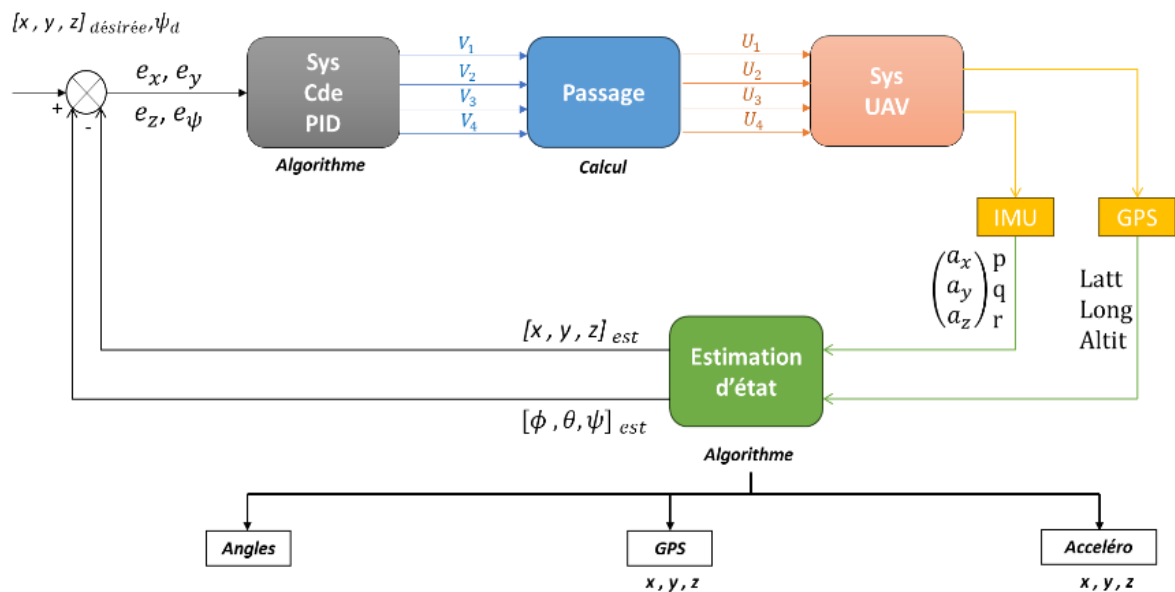 [x , y , z] désirée,ψd
+
-
ex, ey
ez, eψ
Sys
Cde
PID
Algorithme
V1
V2
V3
V4
Passage
Calcul
U1
U2
U3
U4
Sys
UAV
IMU
GPS
(ax ay az)
p
q
r
Latt
Long
Altit
[x , y , z] est
[ϕ , θ, ψ] est
Estimation
d'état
Algorithme
Angles
GPS
x , y , z
Acceléro
x , y , z